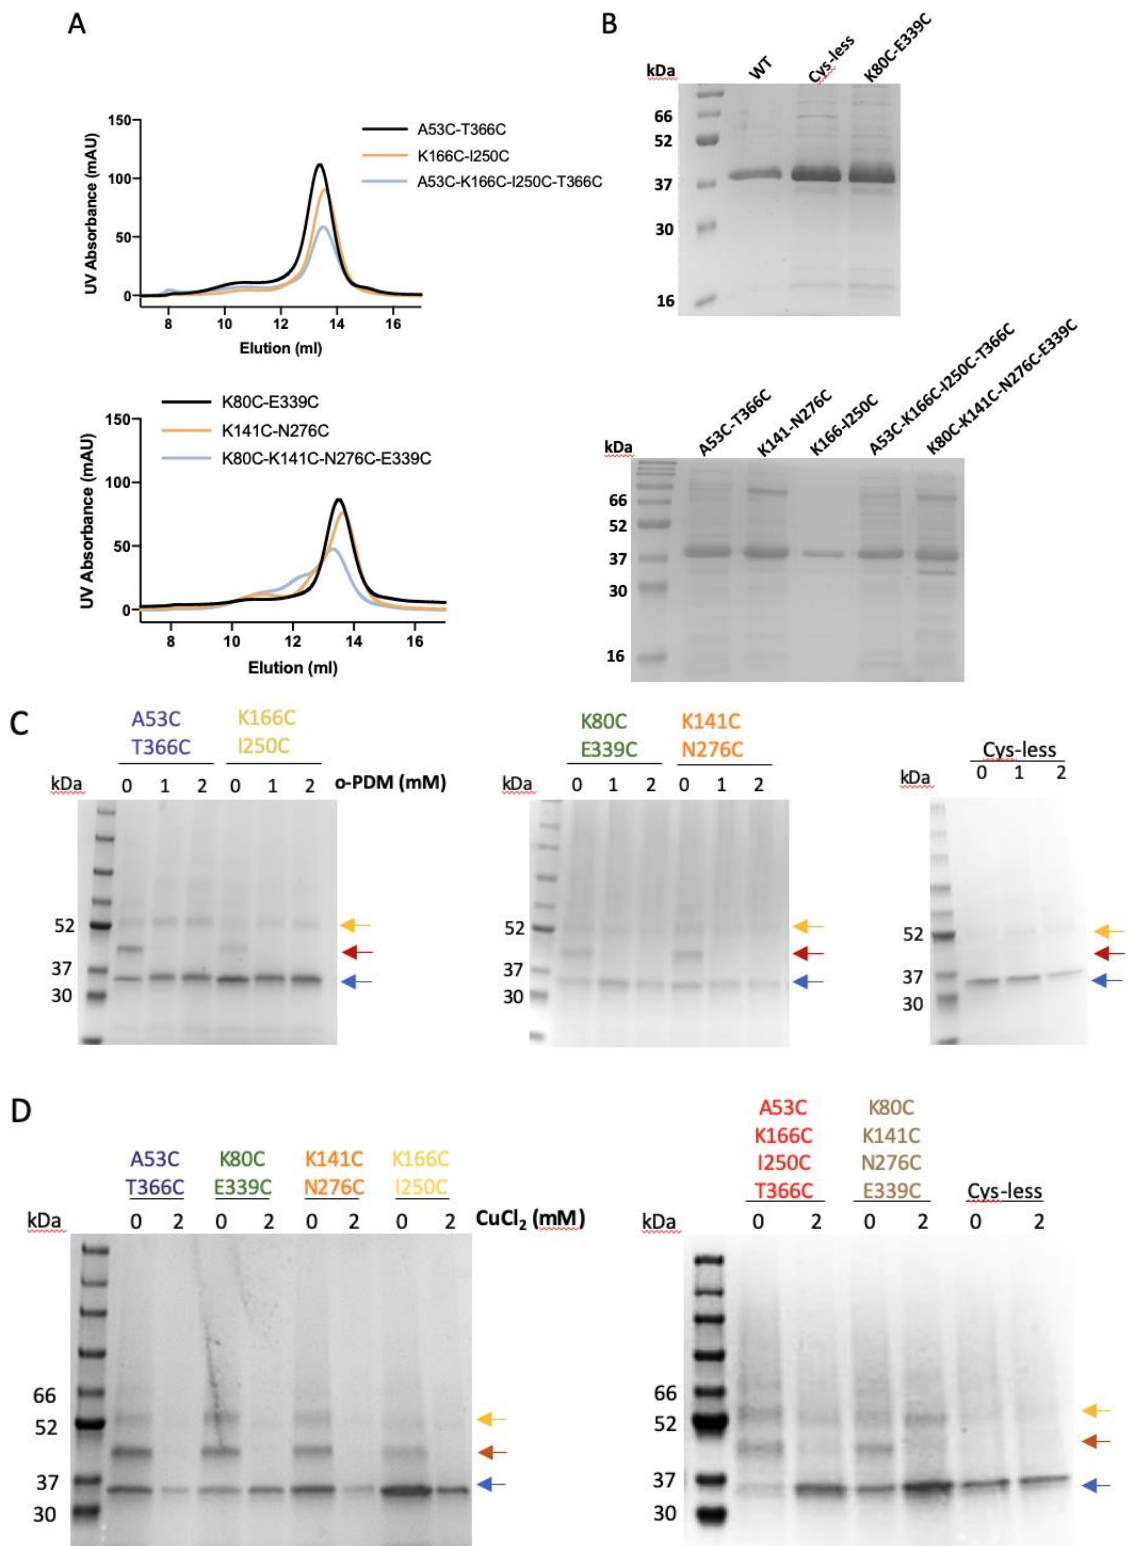 A
150
100
50
0
UV Absorbance (mAU)
8 10 12 14 16
Elution (ml)
A53C-T366C
K166C-I250C
A53C-K166C-I250C-T366C
K80C-E339C
K141C-N276C
K80C-K141C-N276C-E339C
150
100
50
0
UV Absorbance (mAU)
8 10 12 14 16
Elution (ml)
B
kDa WT Cys-less K80C-E339C
66
52
37
30
16
kDa A53C-T366C K141-N276C K166-I250C A53C-K166C-I250C-T366C K80C-K141C-N276C-E339C
66
52
37
30
16
C
A53C K166C
T366C I250C
kDa 0 1 2 0 1 2 o-PDM (mM)
52
37
30
K80C K141C
E339C N276C
kDa 0 1 2 0 1 2
52
37
30
Cys-less
kDa 0 1 2
52
37
30
D
A53C K80C K141C K166C
T366C E339C N276C I250C
kDa 0 2 0 2 0 2 0 2 CuCl₂ (mM)
66
52
37
30
A53C K80C
K166C K141C
I250C N276C
T366C E339C Cys-less
kDa 0 2 0 2 0 2
66
52
37
30